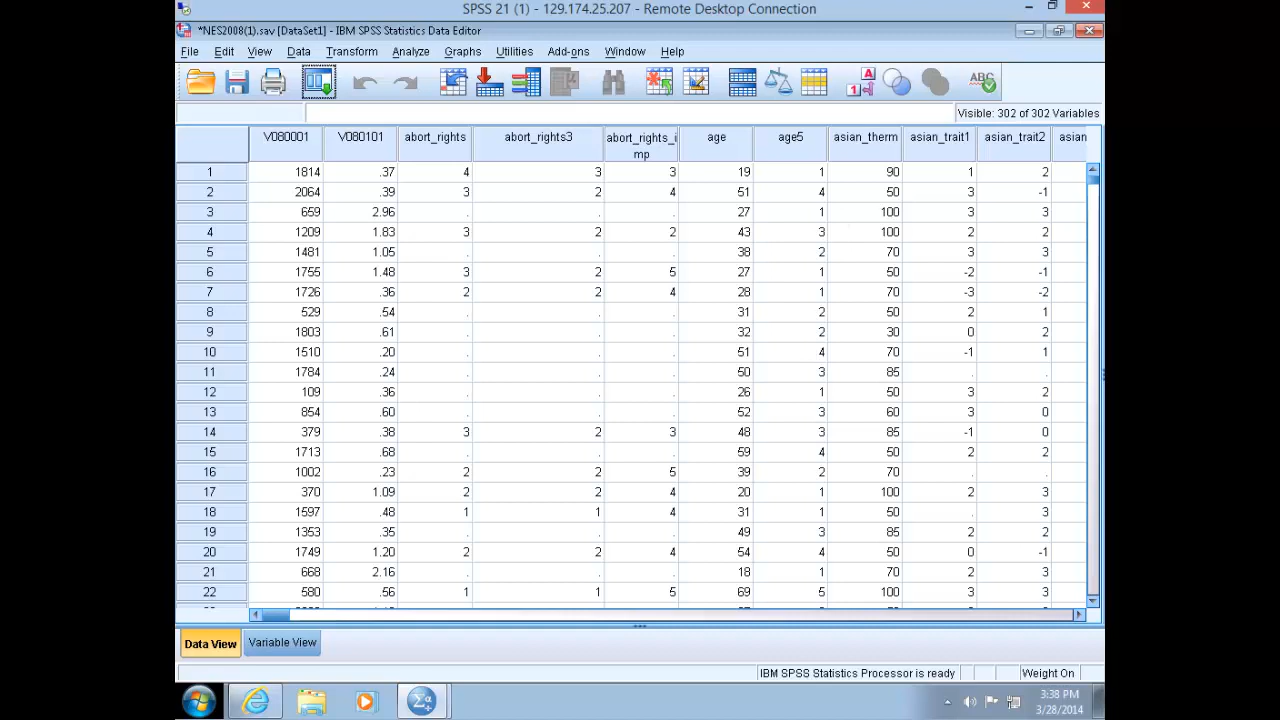 SPSS 21 (1) - 129.174.25.207 - Remote Desktop Connection
*NES2008(1).sav [DataSet1] - IBM SPSS Statistics Data Editor
File Edit View Data Transform Analyze Graphs Utilities Add-ons Window Help
A
1
ABC
Visible: 302 of 302 Variables
V080001 V080101 abort_rights abort_rights3 abort_rights_imp age age5 asian_therm asian_trait1 asian_trait2 asian
1 1814 .37 4 3 3 19 1 90 1 2
2 2064 .39 3 2 4 51 4 50 3 -1
3 659 2.96 . . . 27 1 100 3 3
4 1209 1.83 3 2 2 43 3 100 2 2
5 1481 1.05 . . . 38 2 70 3 3
6 1755 1.48 3 2 5 27 1 50 -2 -1
7 1726 .36 2 2 4 28 1 70 -3 -2
8 529 .54 . . . 31 2 50 2 1
9 1803 .61 . . . 32 2 30 0 2
10 1510 .20 . . . 51 4 70 -1 1
11 1784 .24 . . . 50 3 85 . .
12 109 .36 . . . 26 1 50 3 2
13 854 .60 . . . 52 3 60 3 0
14 379 .38 3 2 3 48 3 85 -1 0
15 1713 .68 . . . 59 4 50 2 2
16 1002 .23 2 2 5 39 2 70 . .
17 370 1.09 2 2 4 20 1 100 2 3
18 1597 .48 1 1 4 31 1 50 . 3
19 1353 .35 . . . 49 3 85 2 2
20 1749 1.20 2 2 4 54 4 50 0 -1
21 668 2.16 . . . 18 1 70 2 3
22 580 .56 1 1 5 69 5 100 3 3
Data View Variable View
IBM SPSS Statistics Processor is ready Weight On
3:38 PM
3/28/2014